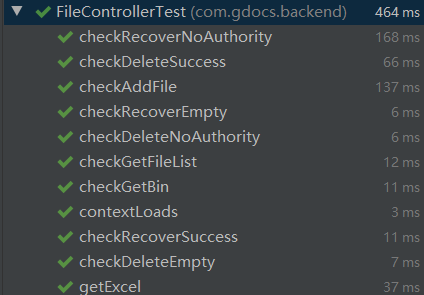 FileControllerTest (com.gdocs.backend) 464 ms
checkRecoverNoAuthority 168 ms
checkDeleteSuccess 66 ms
checkAddFile 137 ms
checkRecoverEmpty 6 ms
checkDeleteNoAuthority 6 ms
checkGetFileList 12 ms
checkGetBin 11 ms
contextLoads 3 ms
checkRecoverSuccess 11 ms
checkDeleteEmpty 7 ms
getExcel 37 ms